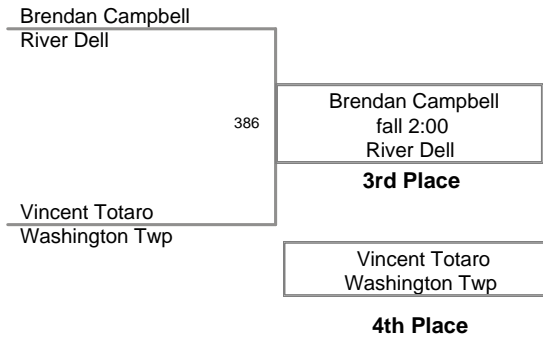 Brendan Campbell
River Dell
386
Brendan Campbell
fall 2:00
River Dell
3rd Place
Vincent Totaro
Washington Twp
Vincent Totaro
Washington Twp
4th Place